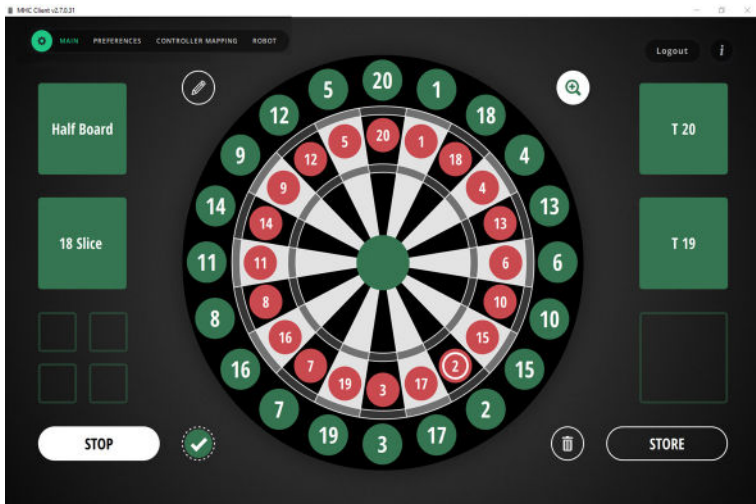 MHC Client v2.7.0.31
MAIN PREFERENCES CONTROLLER MAPPING ROBOT
Logout i
Half Board
18 Slice
20 1 18 4 13 6 10 15 2 17 3 19 7 16 8 11 14 9 12 5
20 1 18 4 13 6 10 15 2 17 3 19 7 16 8 11 14 9 12 5
T 20
T 19
STOP
STORE